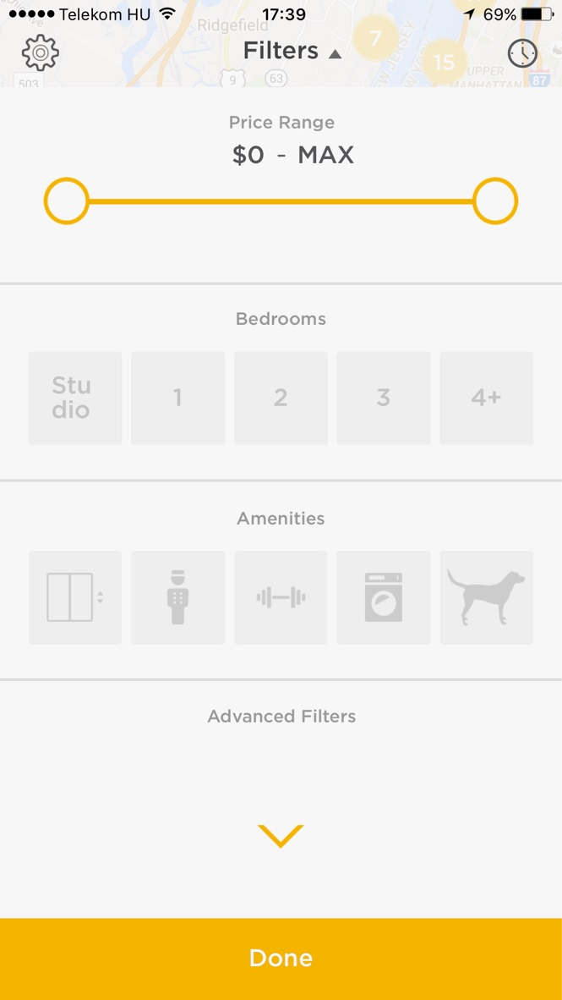 Telekom HU 17:39 69%
Ridgefield
7
Filters
15
UPPER
MANHATTAN
9 63 87
503
Price Range
$0 - MAX
Bedrooms
Stu
dio
1 2 3 4+
Amenities
Advanced Filters
Done